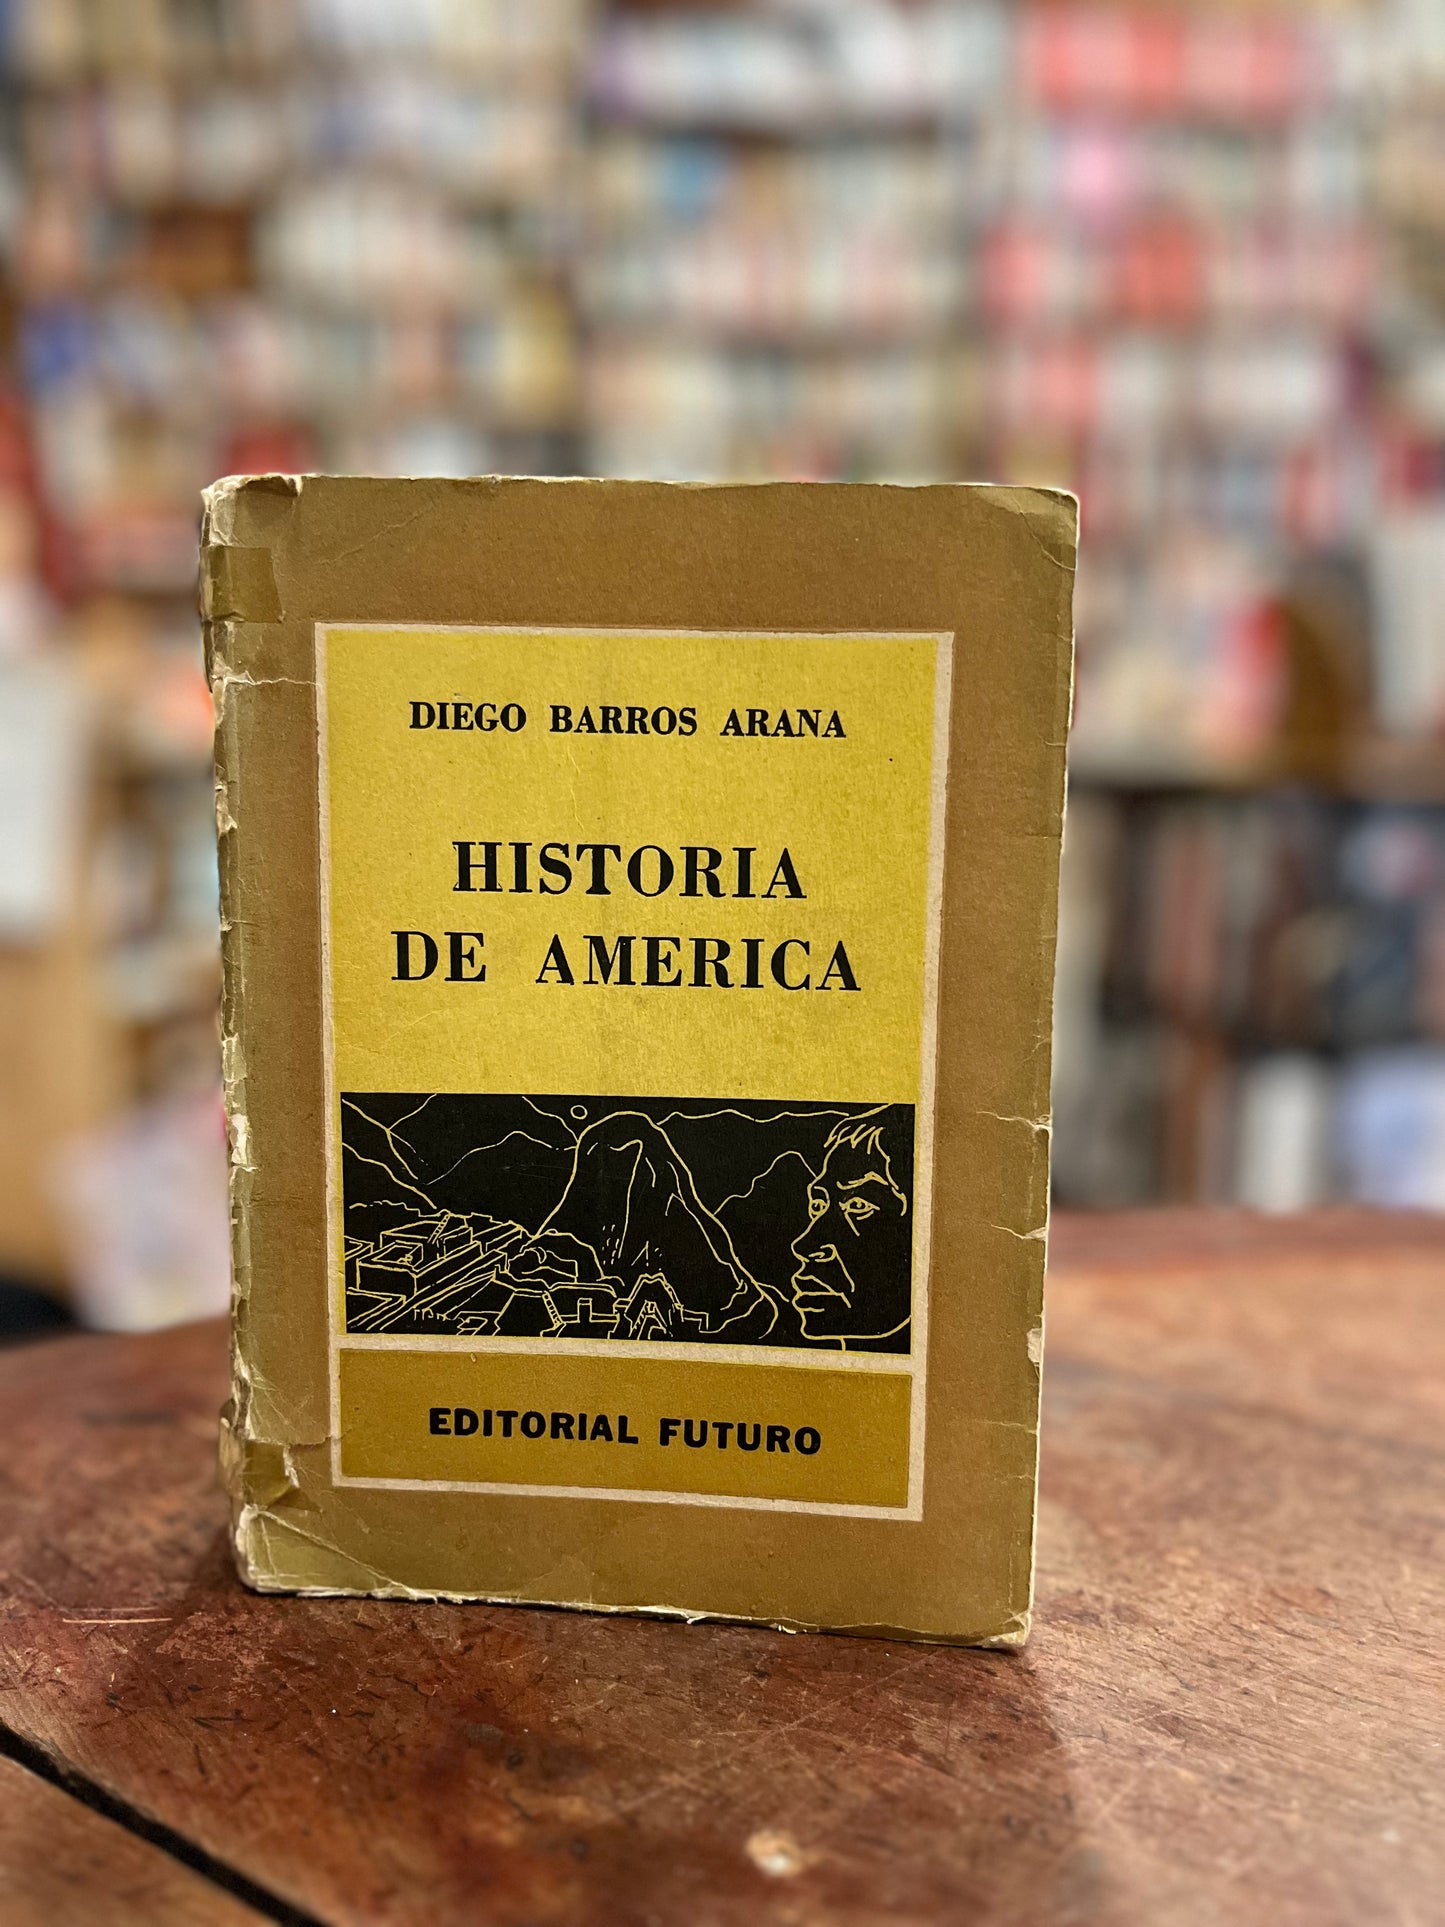 DIEGO BARROS ARANA
HISTORIA
DE AMERICA
EDITORIAL FUTURO